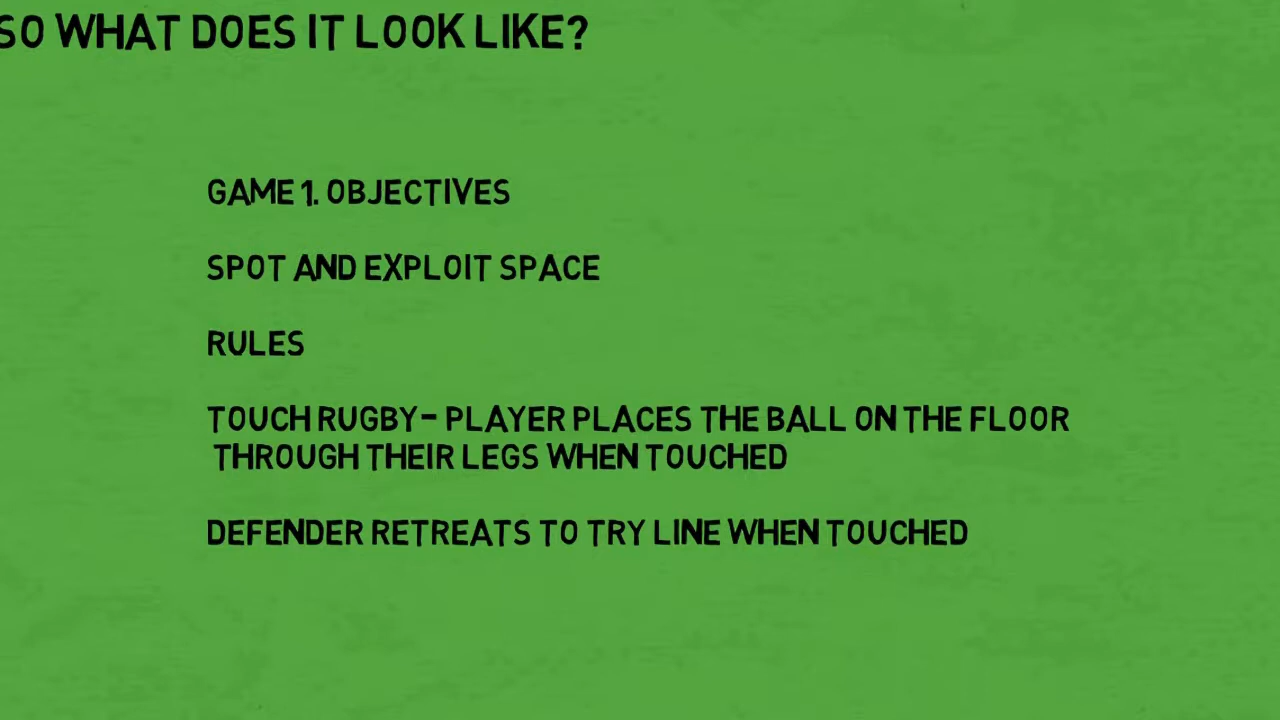 SO WHAT DOES IT LOOK LIKE?
GAME 1. OBJECTIVES
SPOT AND EXPLOIT SPACE
RULES
TOUCH RUGBY- PLAYER PLACES THE BALL ON THE FLOOR
THROUGH THEIR LEGS WHEN TOUCHED
DEFENDER RETREATS TO TRY LINE WHEN TOUCHED